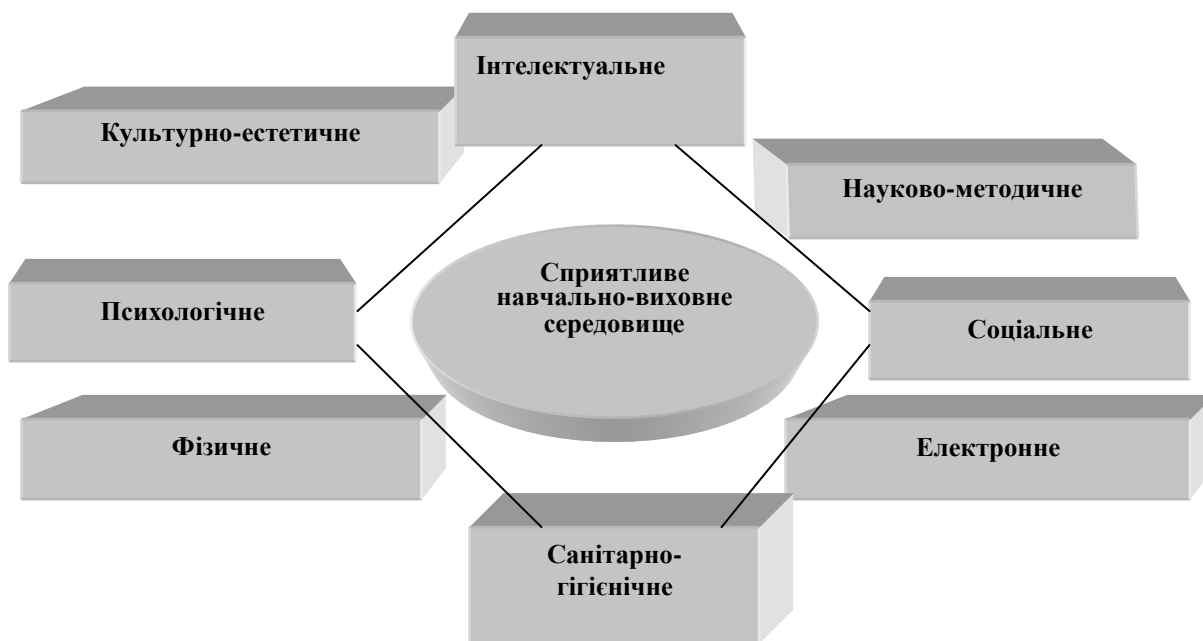 Інтелектуальне
Культурно-естетичне
Науково-методичне
Сприятливе
навчально-виховне
середовище
Психологічне
Соціальне
Фізичне
Електронне
Санітарно-
гігієнічне